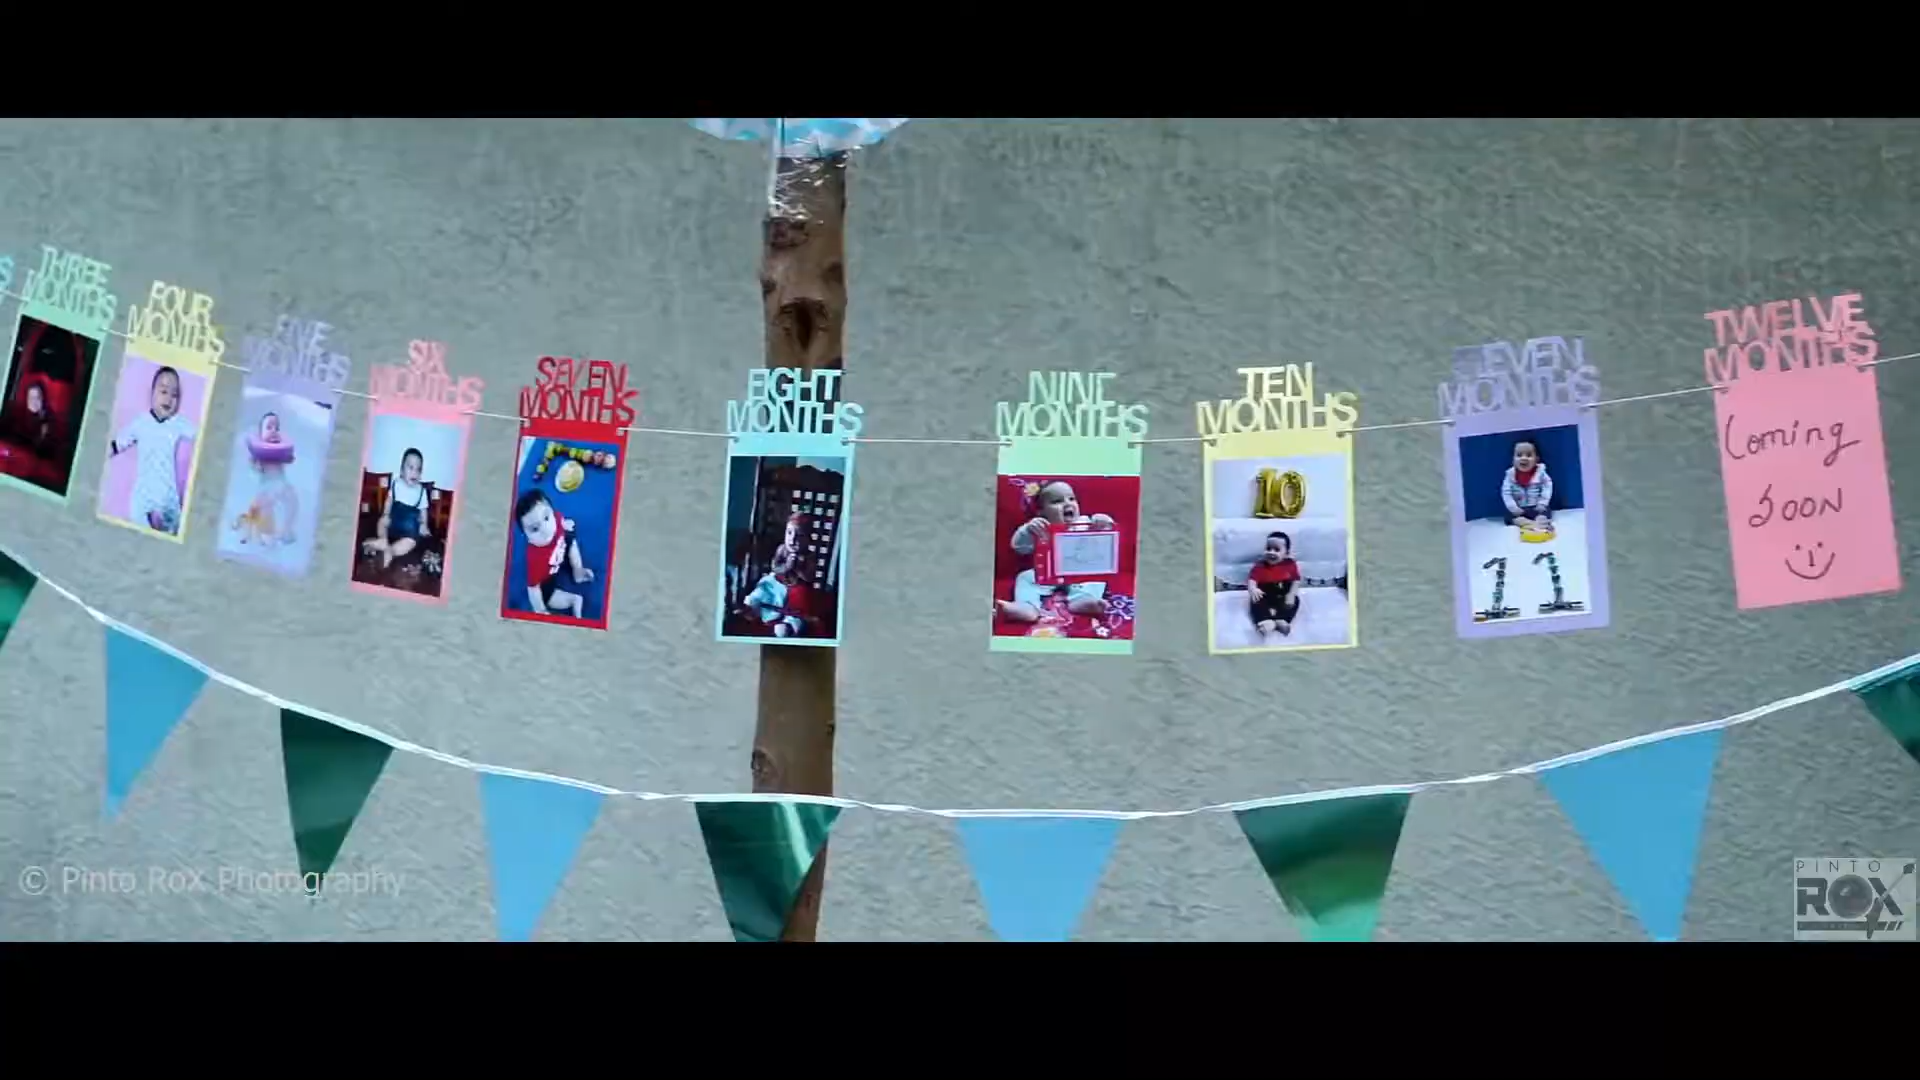 THREE
MONTHS
FOUR
MONTHS
FIVE
MONTHS
SIX
MONTHS
SEVEN
MONTHS
EIGHT
MONTHS
NINE
MONTHS
TEN
MONTHS
10
ELEVEN
MONTHS
11
TWELVE
MONTHS
Coming
Soon
© Pinto RoX Photography
PINTO
ROX